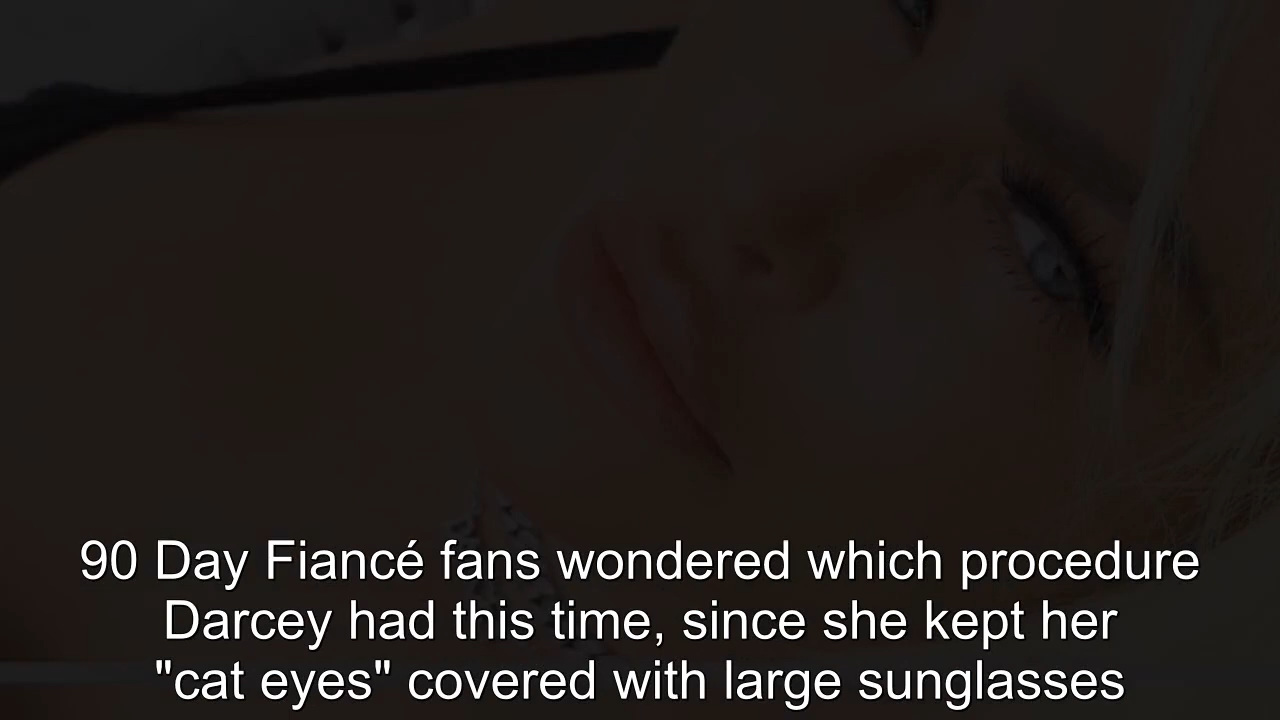 90 Day Fiancé fans wondered which procedure
Darcey had this time, since she kept her
"cat eyes" covered with large sunglasses